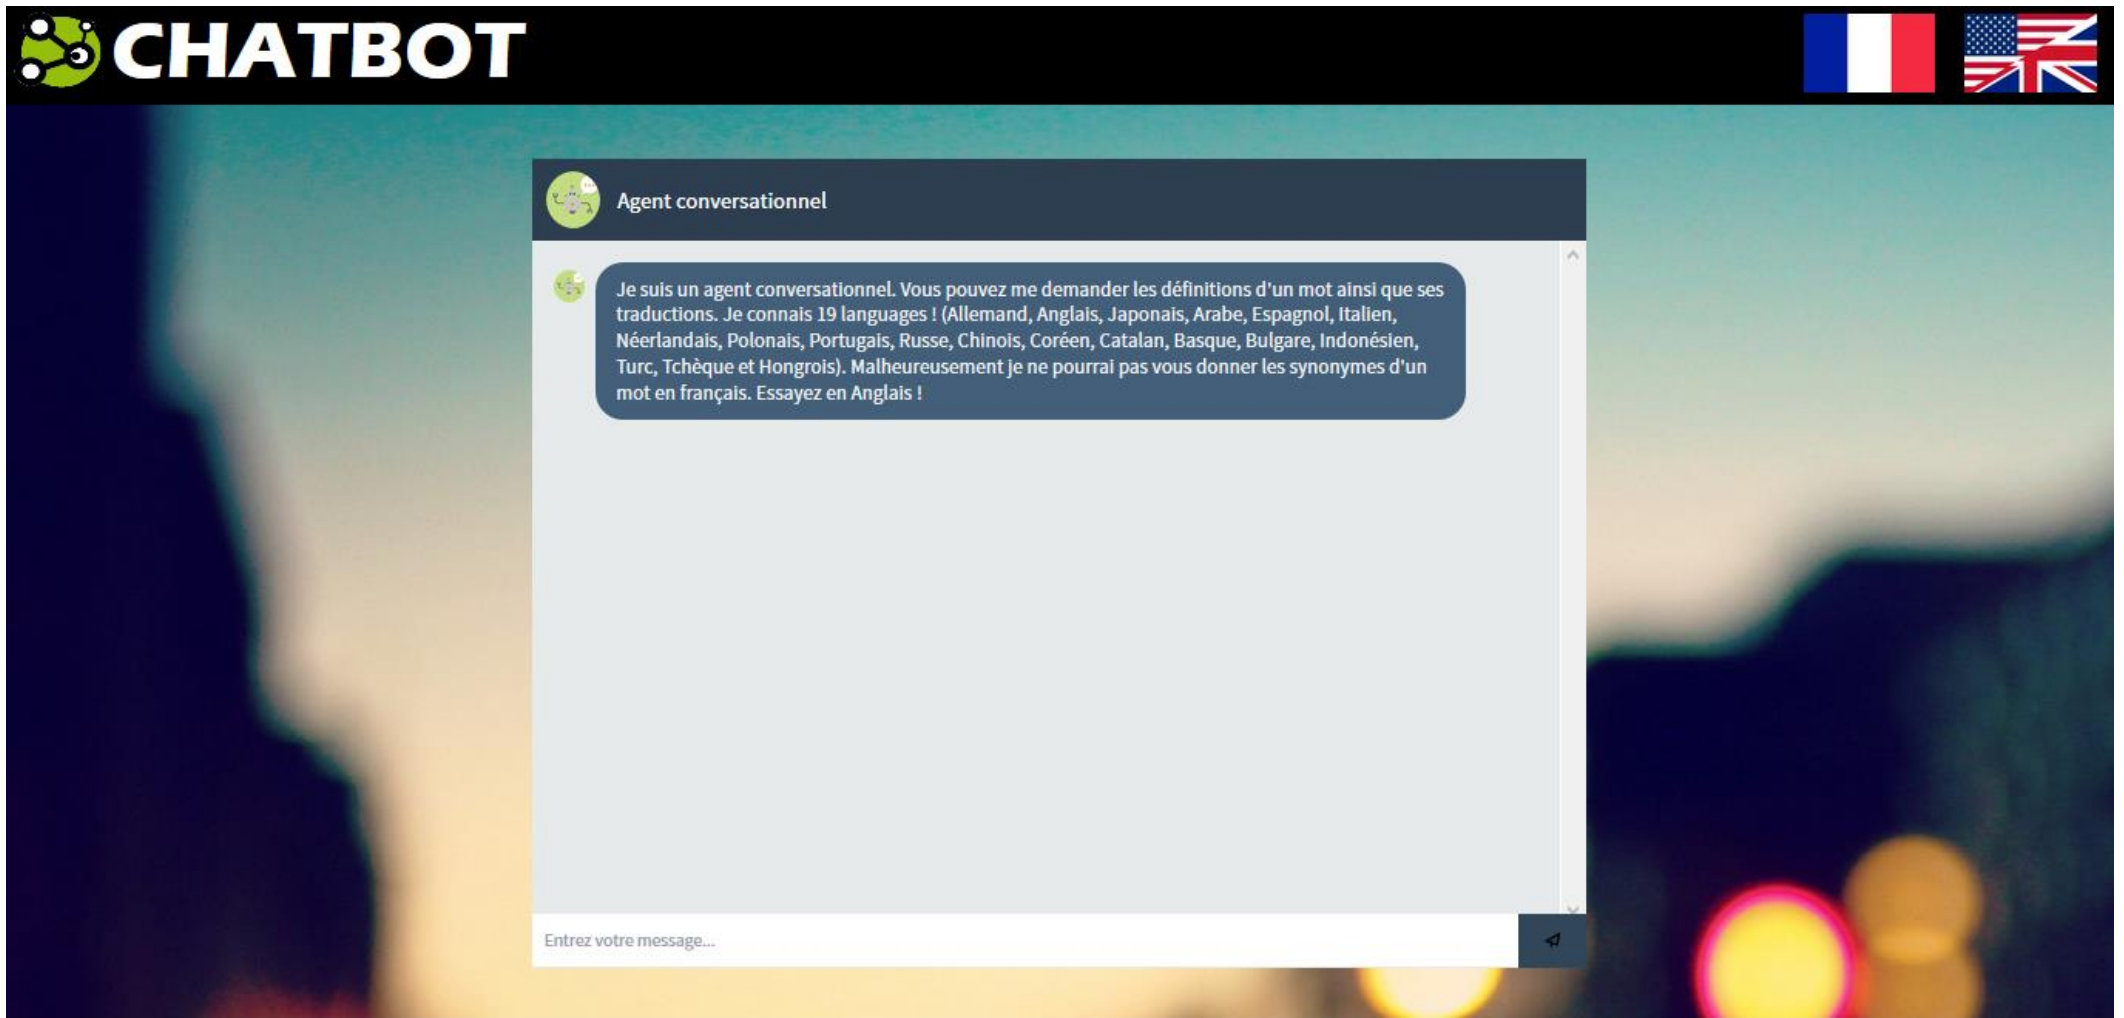 CHATBOT
Agent conversationnel
Je suis un agent conversationnel. Vous pouvez me demander les définitions d'un mot ainsi que ses
traductions. Je connais 19 languages ! (Allemand, Anglais, Japonais, Arabe, Espagnol, Italien,
Néerlandais, Polonais, Portugais, Russe, Chinois, Coréen, Catalan, Basque, Bulgare, Indonésien,
Turc, Tchèque et Hongrois). Malheureusement je ne pourrai pas vous donner les synonymes d'un
mot en français. Essayez en Anglais !
Entrez votre message...